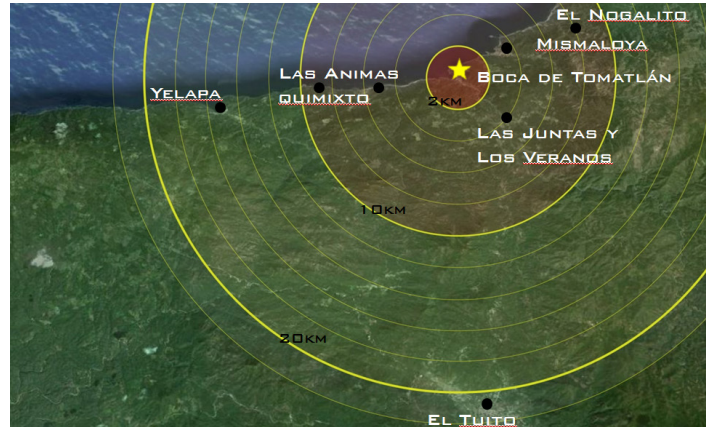 El Nogalito
Mismaloya
Las Animas
Boca de Tomatlán
Yelapa
quimixto
2km
Las Juntas y
Los Veranos
10km
20km
El Tuito